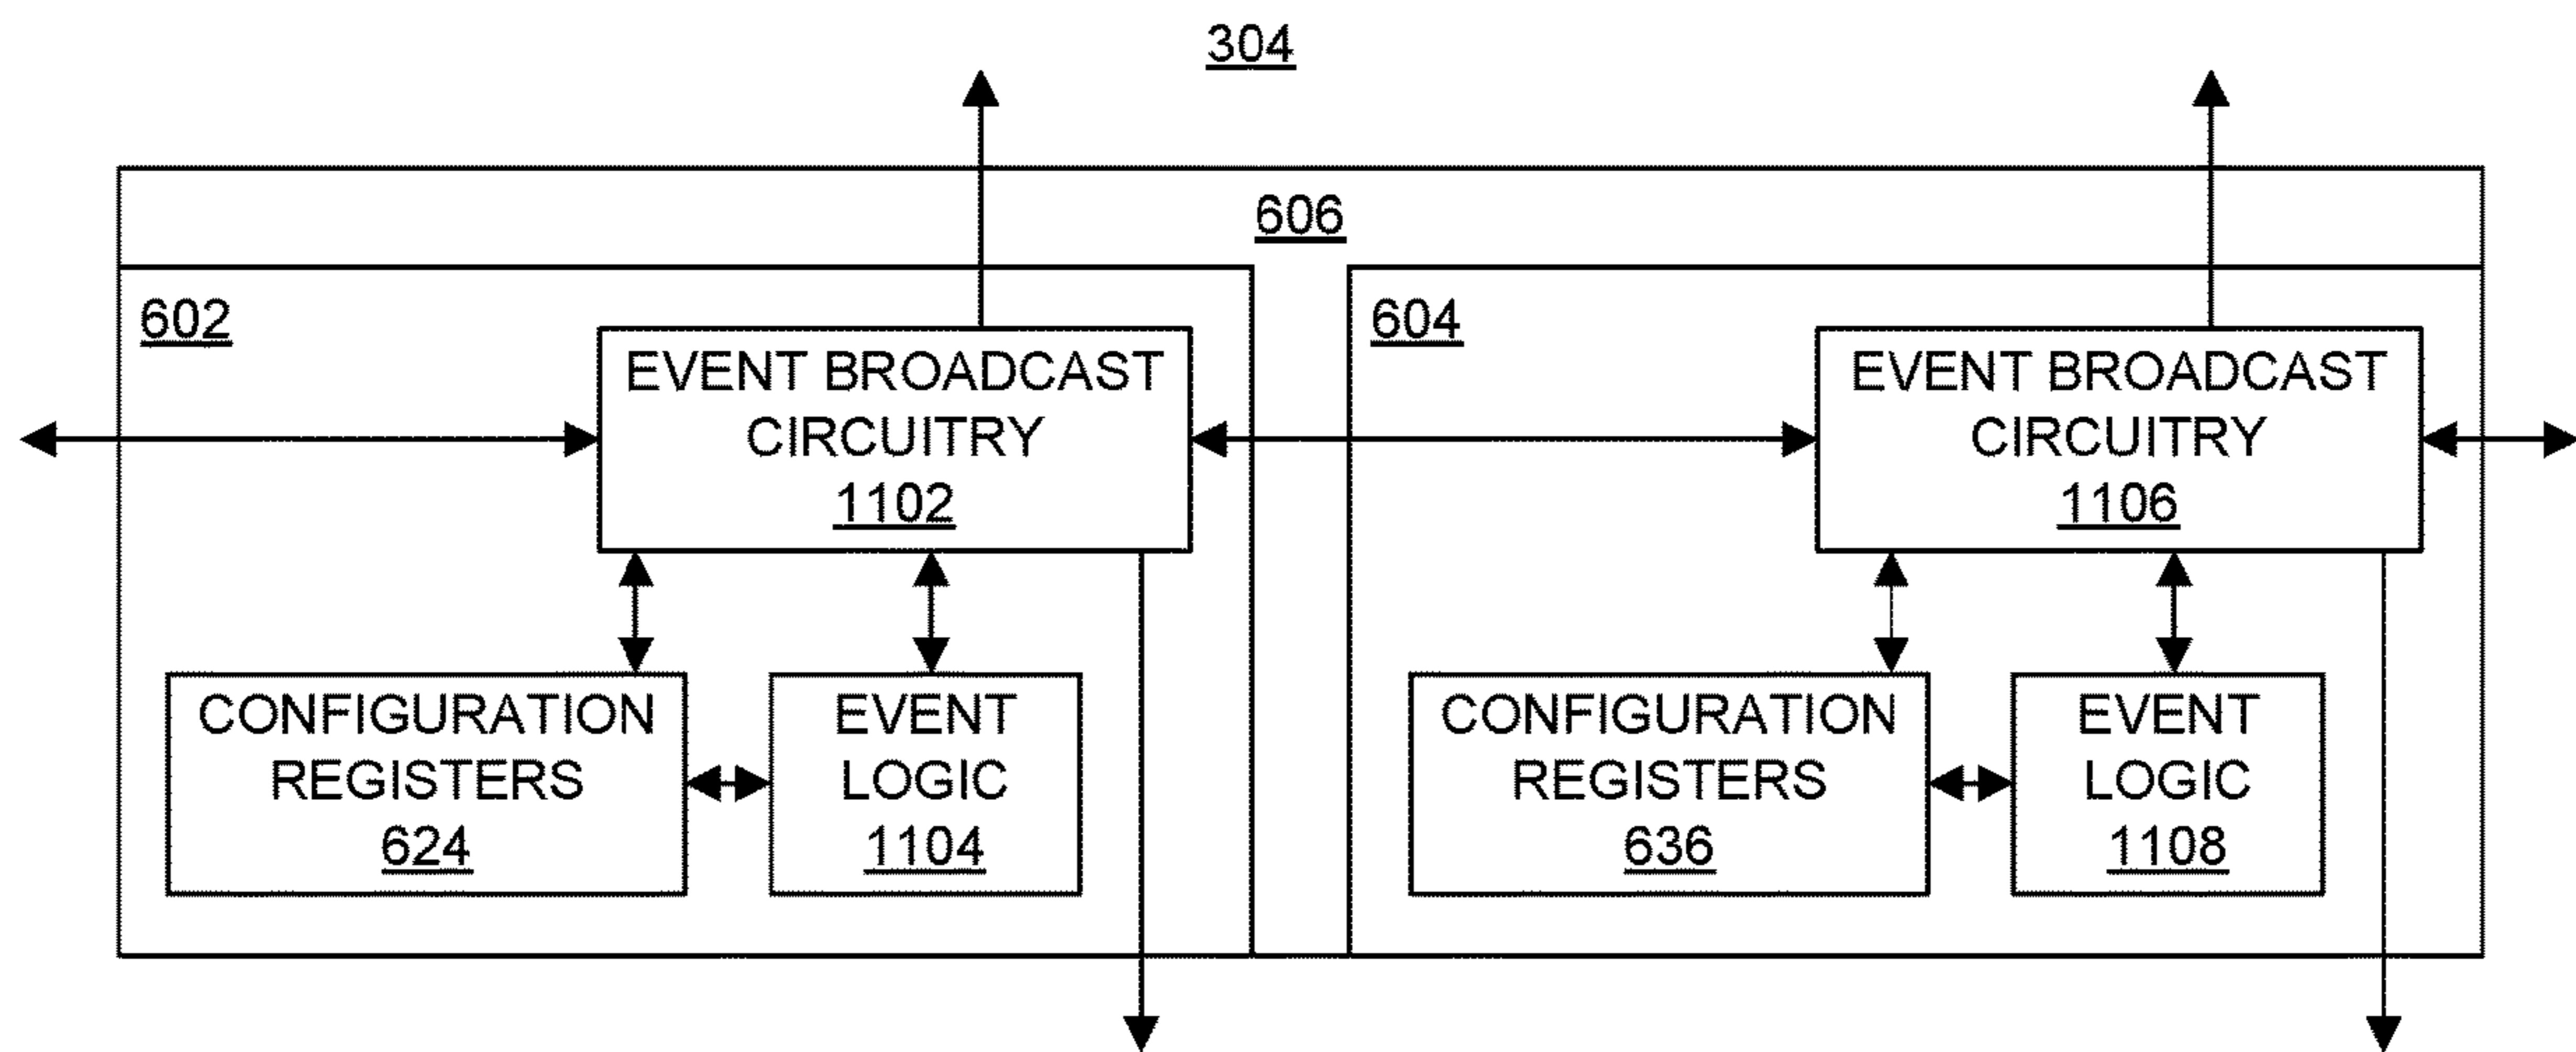 304
606
602
EVENT BROADCAST
CIRCUITRY
1102
CONFIGURATION
REGISTERS
624
EVENT
LOGIC
1104
604
EVENT BROADCAST
CIRCUITRY
1106
CONFIGURATION
REGISTERS
636
EVENT
LOGIC
1108